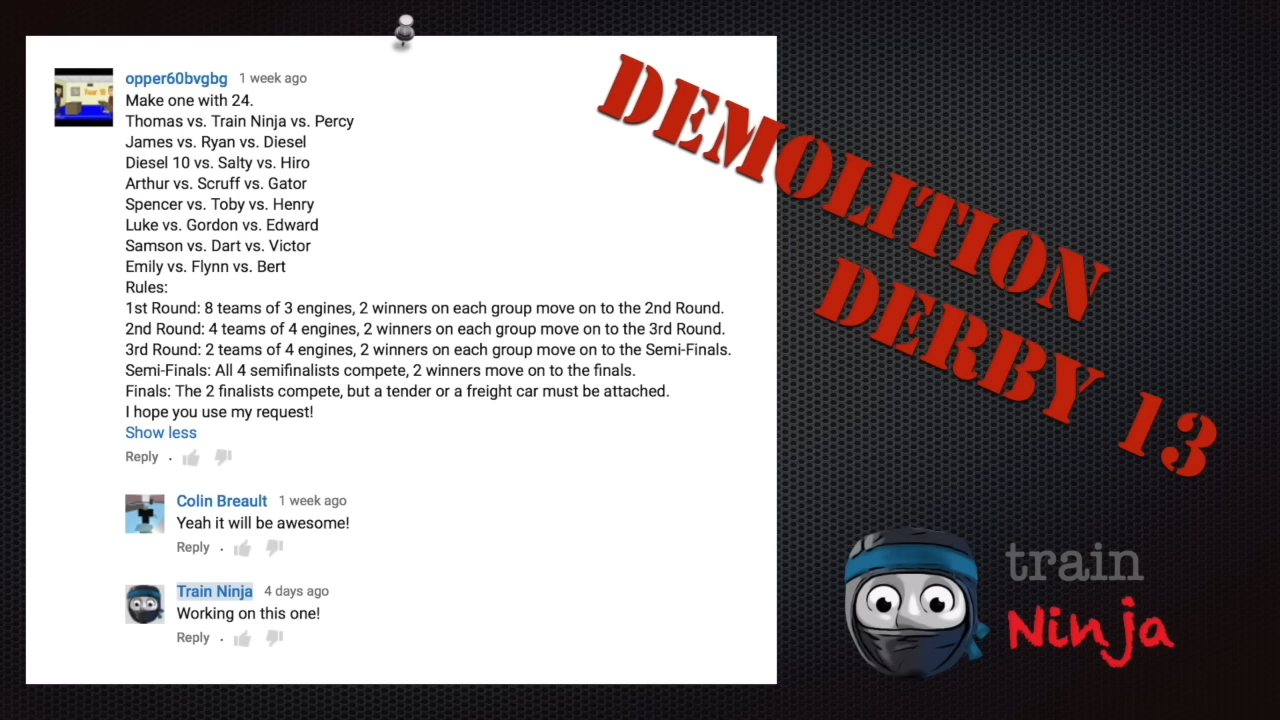 opper60bvgbg 1 week ago
Make one with 24.
Thomas vs. Train Ninja vs. Percy
James vs. Ryan vs. Diesel
Diesel 10 vs. Salty vs. Hiro
Arthur vs. Scruff vs. Gator
Spencer vs. Toby vs. Henry
Luke vs. Gordon vs. Edward
Samson vs. Dart vs. Victor
Emily vs. Flynn vs. Bert
Rules:
1st Round: 8 teams of 3 engines, 2 winners on each group move on to the 2nd Round.
2nd Round: 4 teams of 4 engines, 2 winners on each group move on to the 3rd Round.
3rd Round: 2 teams of 4 engines, 2 winners on each group move on to the Semi-Finals.
Semi-Finals: All 4 semifinalists compete, 2 winners move on to the finals.
Finals: The 2 finalists compete, but a tender or a freight car must be attached.
I hope you use my request!
Show less
Reply ·
Colin Breault 1 week ago
Yeah it will be awesome!
Reply ·
Train Ninja 4 days ago
Working on this one!
Reply ·
DEMOLITION
DERBY 13
train
Ninja